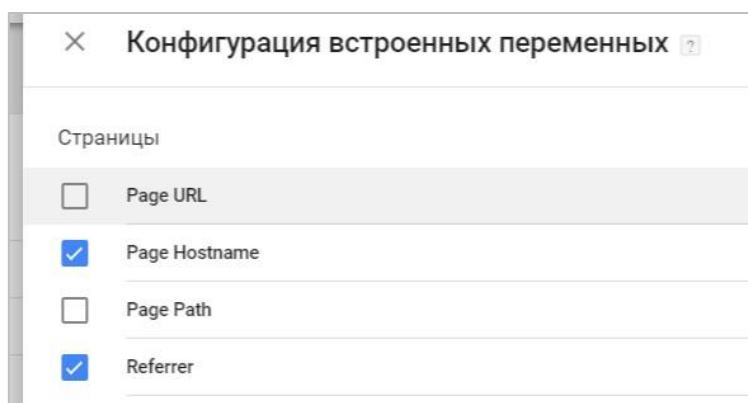 Конфигурация встроенных переменных ?
Страницы
Page URL
Page Hostname
Page Path
Referrer